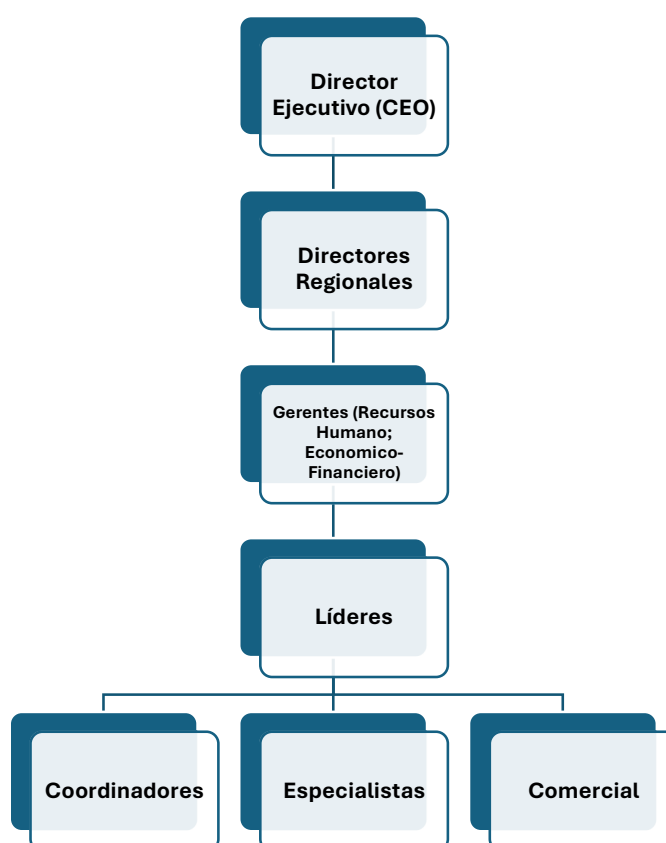 Director
Ejecutivo (CEO)
Directores
Regionales
Gerentes (Recursos
Humano;
Economico-
Financiero)
Líderes
Coordinadores
Especialistas
Comercial